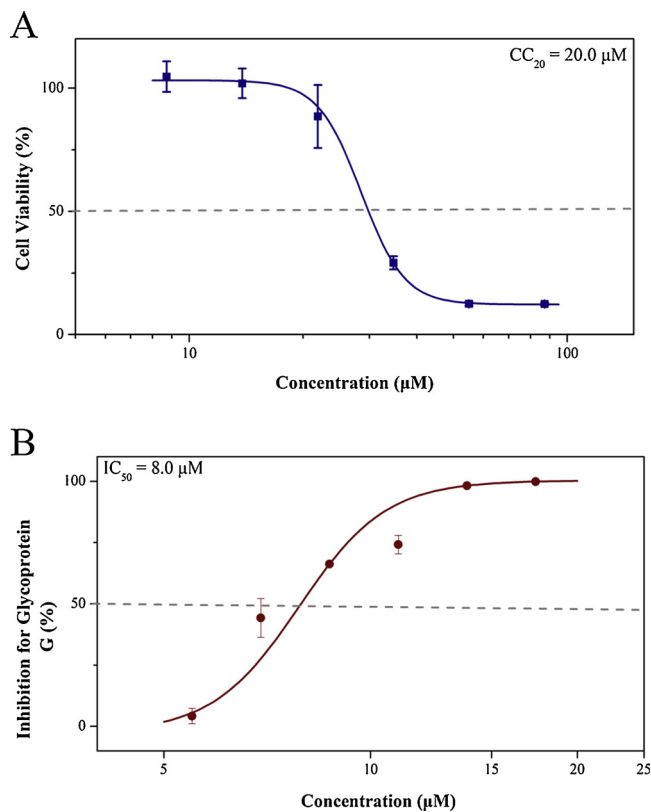 A
CC20 = 20.0 μM
100
50
0
Cell Viability (%)
10
100
Concentration (μM)
B
IC50 = 8.0 μM
100
50
0
Inhibition for Glycoprotein
G (%)
5
10
15
20
25
Concentration (μM)